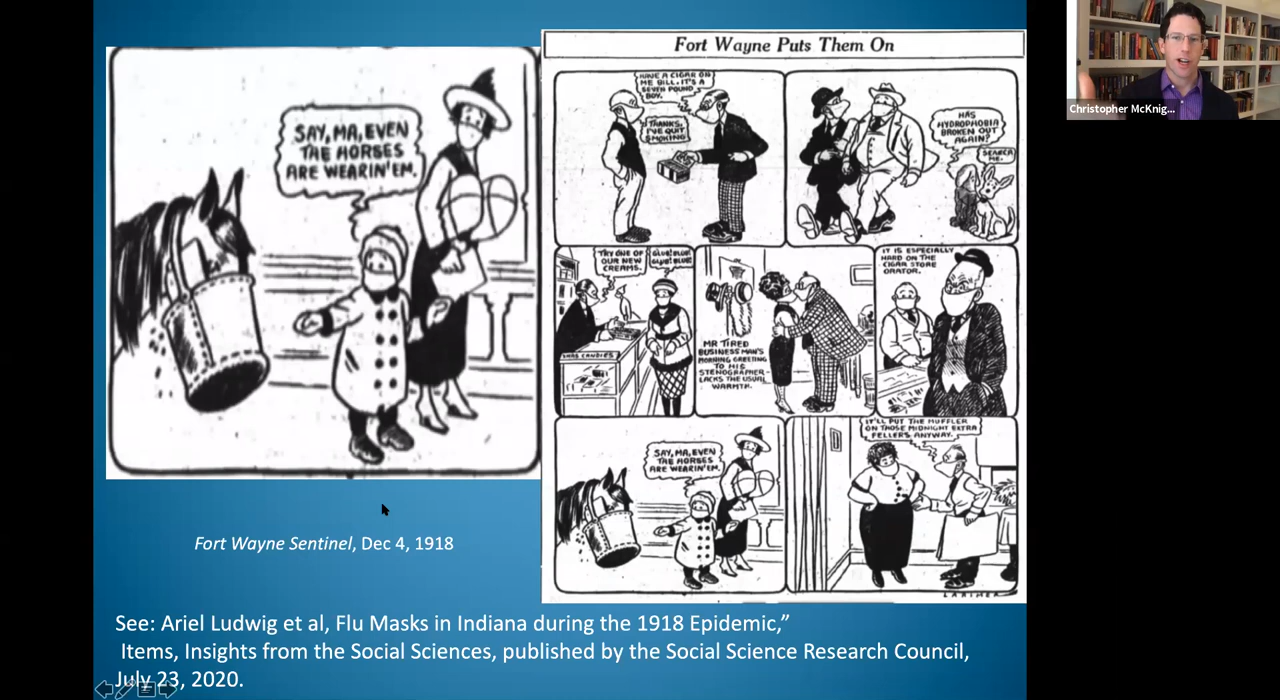 SAY, MA, EVEN
THE HORSES
ARE WEARIN'EM.
Fort Wayne Puts Them On
HAVE A CIGAR ON
ME BILL. IT'S A
SEVEN POUND
BOY.
THANKS,
I'VE QUIT
SMOKING
HAS
HYDROPHOBIA
BROKEN OUT
AGAIN?
SEARCH
ME.
TRY ONE OF
OUR NEW
CREAMS.
CANDIES
MR TIRED
BUSINESS MAN'S
MORNING GREETING
TO HIS
STENOGRAPHER-
LACKS THE USUAL
WARMTH.
IT IS ESPECIALLY
HARD ON THE
CIGAR STORE
ORATOR.
SAY, MA, EVEN
THE HORSES
ARE WEARIN'EM.
IT'LL PUT THE MUFFLER
ON THOSE MIDNIGHT EXTRA
FELLERS ANYWAY.
LARIMER
Fort Wayne Sentinel, Dec 4, 1918
See: Ariel Ludwig et al, Flu Masks in Indiana during the 1918 Epidemic,”
Items, Insights from the Social Sciences, published by the Social Science Research Council,
July 23, 2020.
Christopher McKnig...